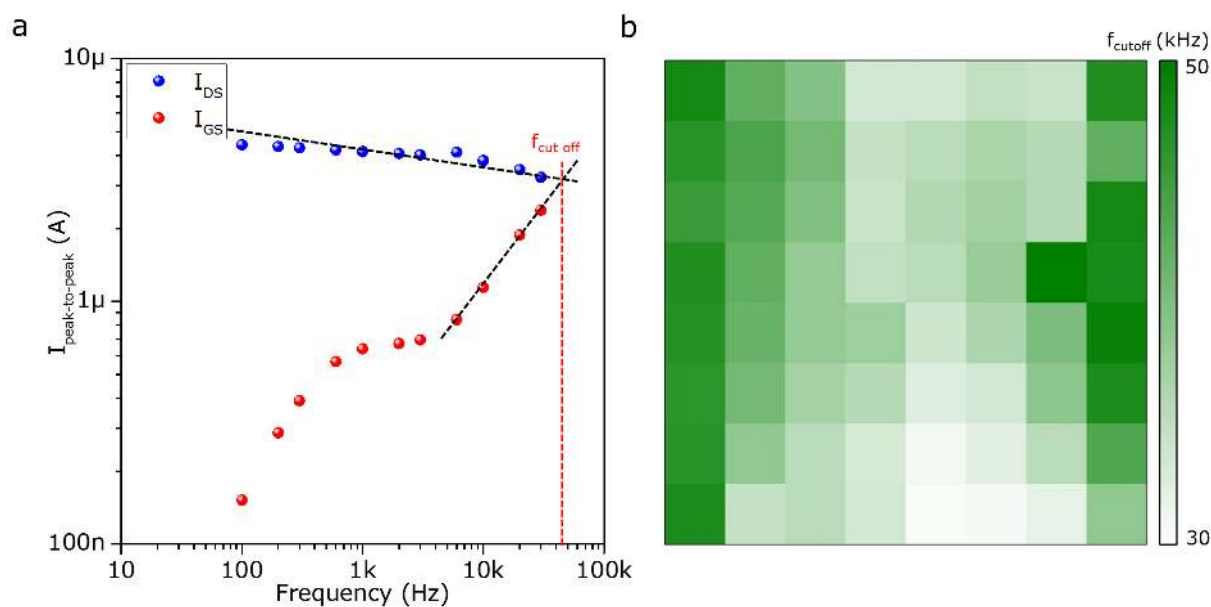 a
10μ
1μ
100n
I_peak-to-peak (A)
I_DS
I_GS
f_cut off
10
100
1k
10k
100k
Frequency (Hz)
b
f_cutoff (kHz)
50
30